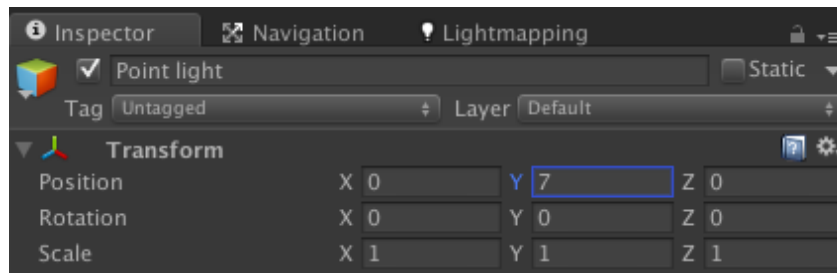 Inspector Navigation Lightmapping
Point light Static
Tag Untagged Layer Default
Transform
Position X 0 Y 7 Z 0
Rotation X 0 Y 0 Z 0
Scale X 1 Y 1 Z 1